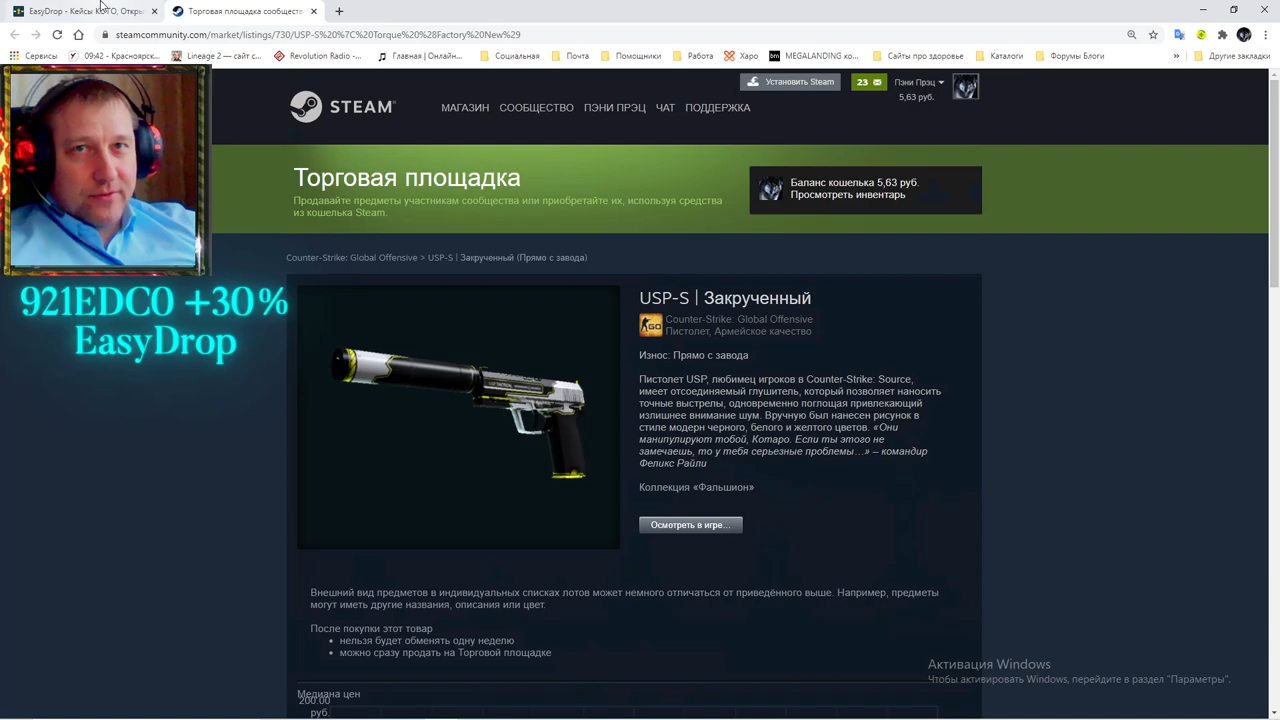 EasyDrop - Кейсы КС ГО, Откры
Торговая площадка сообществ
steamcommunity.com/market/listings/730/USP-S%20%7C%20Torque%20%28Factory%20New%29
Сервисы
09:42 - Красноярск...
Lineage 2 — сайт с...
Revolution Radio -...
Главная | Онлайн...
Социальная
Почта
Помощники
Работа
Харо
MEGALANDING ко...
Про здоровье
Каталоги
Форумы Блоги
»
Другие закладки
STEAM
МАГАЗИН СООБЩЕСТВО ПЭНИ ПРЭЦ ЧАТ ПОДДЕРЖКА
Установить Steam
23
Пэни Прэц
5,63 руб.
Торговая площадка
Продавайте предметы участникам сообщества или приобретайте их, используя средства
из кошелька Steam.
Баланс кошелька 5,63 руб.
Просмотреть инвентарь
Counter-Strike: Global Offensive > USP-S | Закрученный (Прямо с завода)
921EDC0 +30%
EasyDrop
USP-S | Закрученный
GO
Counter-Strike: Global Offensive
Пистолет, Армейское качество
Износ: Прямо с завода
Пистолет USP, любимец игроков в Counter-Strike: Source,
имеет отсоединяемый глушитель, который позволяет наносить
точные выстрелы, одновременно поглощая привлекающий
излишнее внимание шум. Вручную был нанесен рисунок в
стиле модерн черного, белого и желтого цветов. «Они
манипулируют тобой, Котаро. Если ты этого не
замечаешь, то у тебя серьезные проблемы…» – командир
Феликс Райли
Коллекция «Фальшион»
Осмотреть в игре...
Внешний вид предметов в индивидуальных списках лотов может немного отличаться от приведённого выше. Например, предметы
могут иметь другие названия, описания или цвет.
После покупки этот товар
нельзя будет обменять одну неделю
можно сразу продать на Торговой площадке
Активация Windows
Чтобы активировать Windows, перейдите в раздел "Параметры".
Медиана цен
200.00
руб.